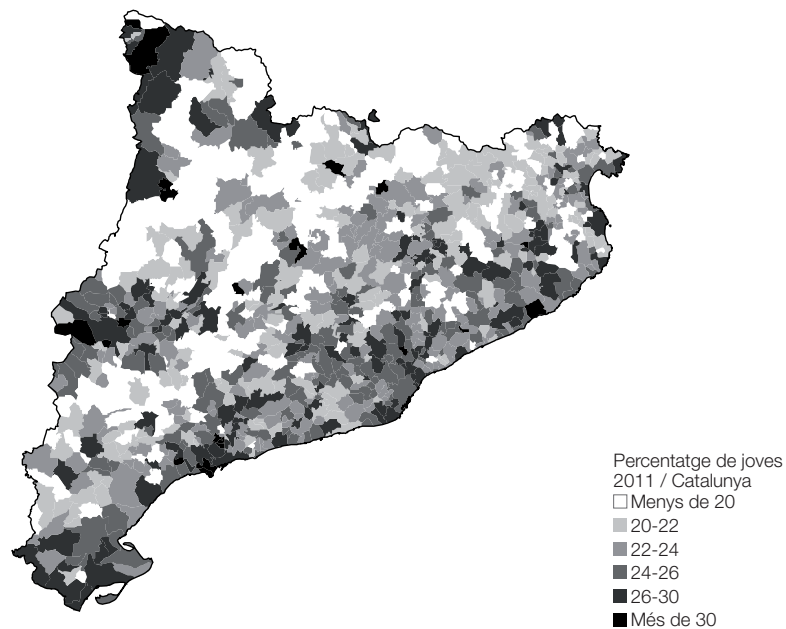 Percentatge de joves
2011 / Catalunya
Menys de 20
20-22
22-24
24-26
26-30
Més de 30